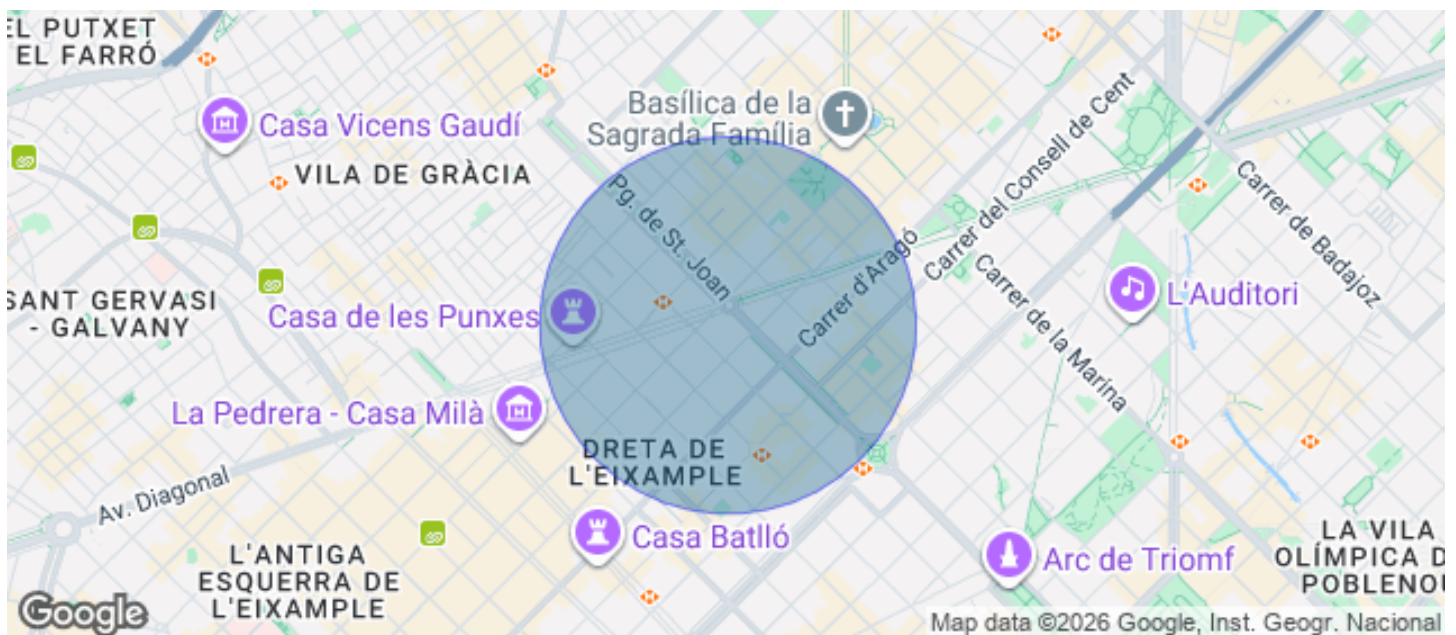 EL PUTXET
EL FARRÓ
Casa Vicens Gaudí
VILA DE GRÀCIA
Basílica de la
Sagrada Família
Pg. de St. Joan
Carrer del Consell de Cent
Carrer de Badajoz
SANT GERVASI
- GALVANY
Casa de les Punxes
Carrer d'Aragó
Carrer de la Marina
L'Auditori
La Pedrera - Casa Milà
DRETA DE
L'EIXAMPLE
Av. Diagonal
Casa Batlló
L'ANTIGA
ESQUERRA DE
L'EIXAMPLE
Arc de Triomf
LA VILA
OLÍMPICA D
POBLENOU
Google
Map data ©2026 Google, Inst. Geogr. Nacional